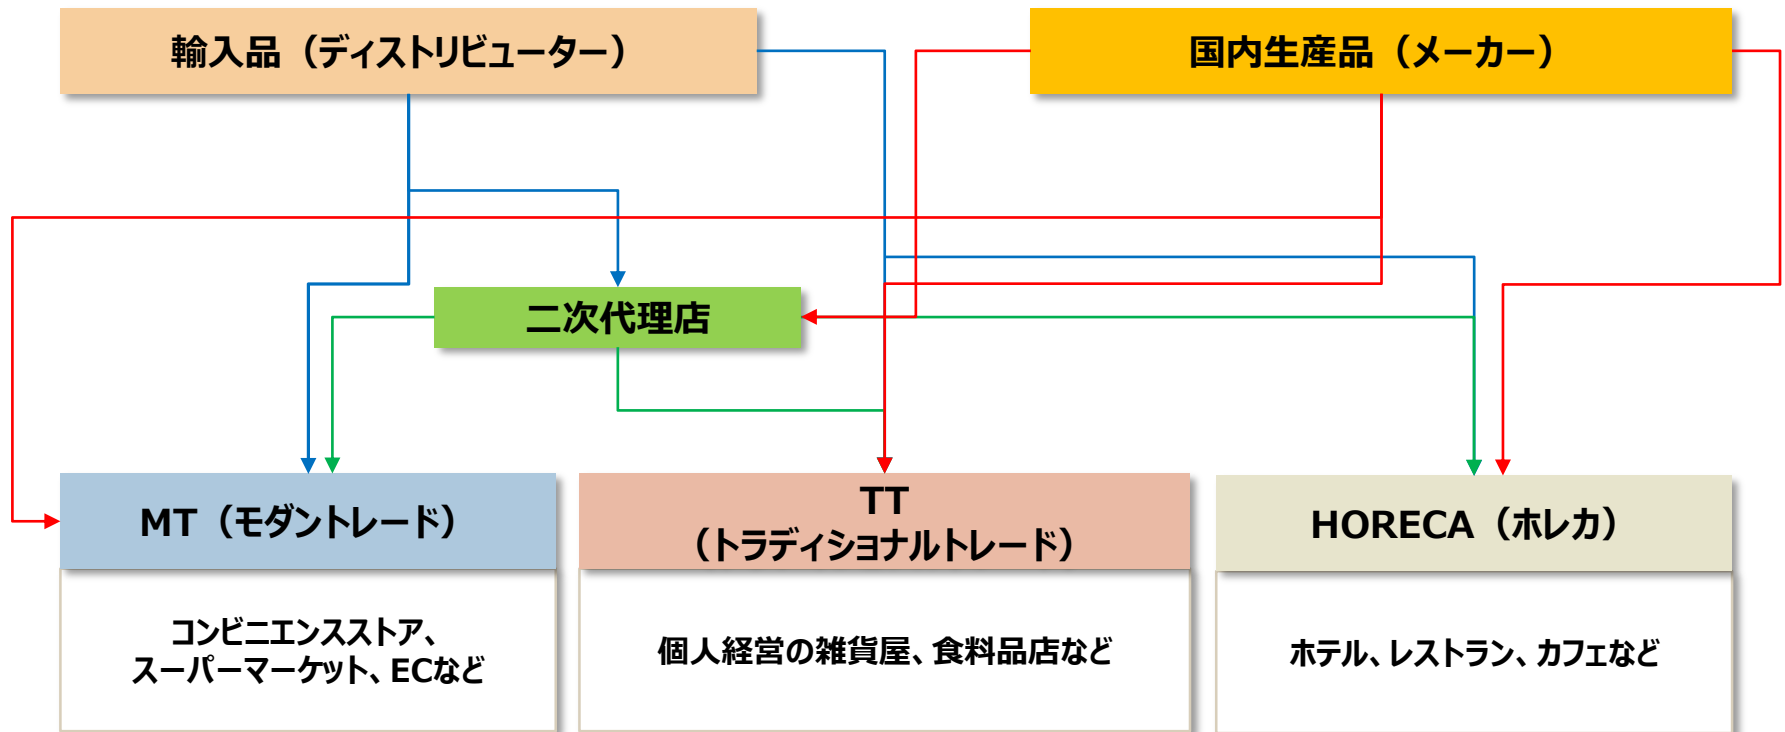 輸入品（ディストリビューター）
国内生産品（メーカー）
二次代理店
MT（モダントレード）
TT
（トラディショナルトレード）
HORECA（ホレカ）
コンビニエンスストア、
スーパーマーケット、ECなど
個人経営の雑貨屋、食料品店など
ホテル、レストラン、カフェなど